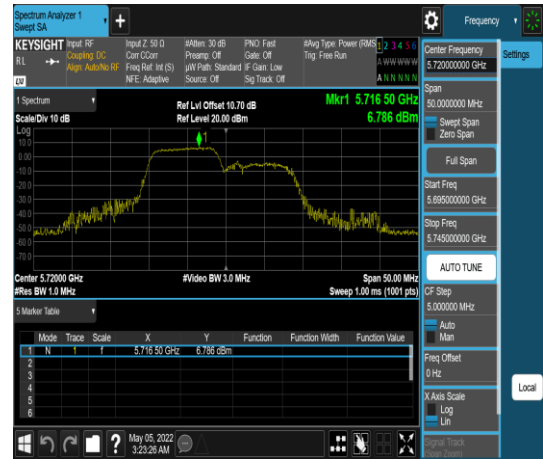 Spectrum Analyzer 1
Swept SA
Frequency
KEYSIGHT
RL
Input: RF
Coupling: DC
Align: Auto/No RF
Input Z: 50 Ω
Corr CCorr
Freq Ref: Int (S)
NFE: Adaptive
#Atten: 30 dB
Preamp: Off
µW Path: Standard
Source: Off
PNO: Fast
Gate: Off
IF Gain: Low
Sig Track: Off
#Avg Type: Power (RMS
Trig: Free Run
1 2 3 4 5 6
A W W W W W
A N N N N N
1 Spectrum
Scale/Div 10 dB
Ref Lvl Offset 10.70 dB
Ref Level 20.00 dBm
Mkr1 5.716 50 GHz
6.786 dBm
Log
10.0
0.00
-10.0
-20.0
-30.0
-40.0
-50.0
-60.0
-70.0
1
Center 5.72000 GHz
#Res BW 1.0 MHz
#Video BW 3.0 MHz
Span 50.00 MHz
Sweep 1.00 ms (1001 pts)
5 Marker Table
Mode Trace Scale X Y Function Function Width Function Value
1 N 1 f 5.716 50 GHz 6.786 dBm
2
3
4
5
6
May 05, 2022
3:23:26 AM
Center Frequency
5.720000000 GHz
Span
50.0000000 MHz
Swept Span
Zero Span
Full Span
Start Freq
5.695000000 GHz
Stop Freq
5.745000000 GHz
AUTO TUNE
CF Step
5.000000 MHz
Auto
Man
Freq Offset
0 Hz
X Axis Scale
Log
Lin
Signal Track
(Span Zoom)
Settings
Local